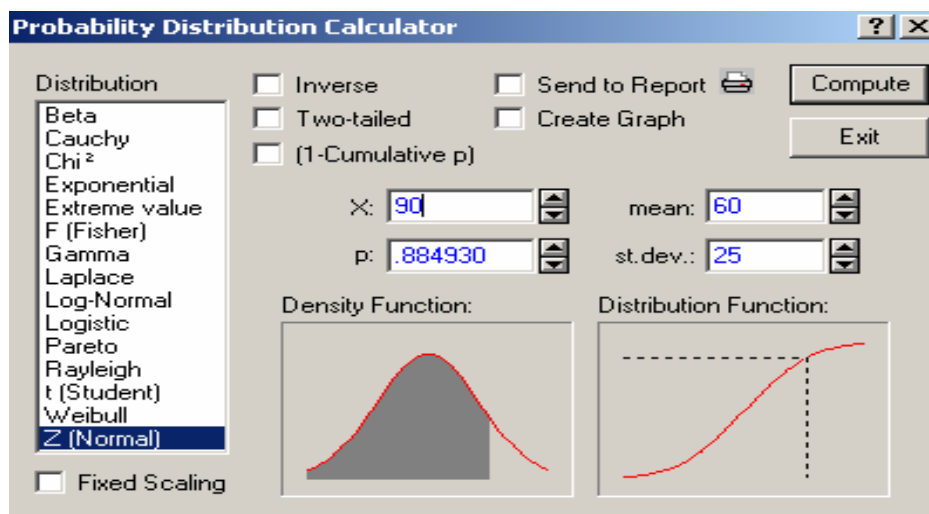 Probability Distribution Calculator
? X
Distribution
Beta
Cauchy
Chi ²
Exponential
Extreme value
F (Fisher)
Gamma
Laplace
Log-Normal
Logistic
Pareto
Rayleigh
t (Student)
Weibull
Z (Normal)
Fixed Scaling
Inverse
Two-tailed
(1-Cumulative p)
Send to Report
Create Graph
Compute
Exit
X: 90
mean: 60
p: .884930
st.dev.: 25
Density Function:
Distribution Function: